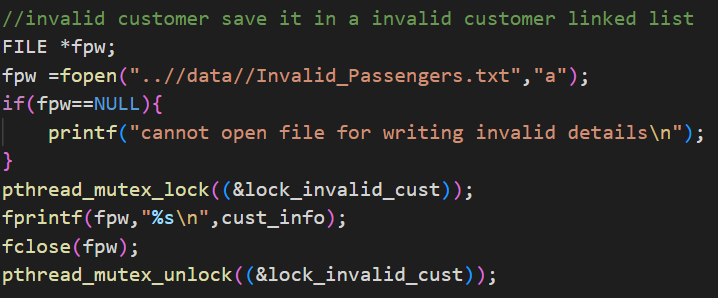 //invalid customer save it in a invalid customer linked list
FILE *fpw;
fpw =fopen("..//data//Invalid_Passengers.txt","a");
if(fpw==NULL){
    printf("cannot open file for writing invalid details\n");
}
pthread_mutex_lock((&lock_invalid_cust));
fprintf(fpw,"%s\n",cust_info);
fclose(fpw);
pthread_mutex_unlock((&lock_invalid_cust));